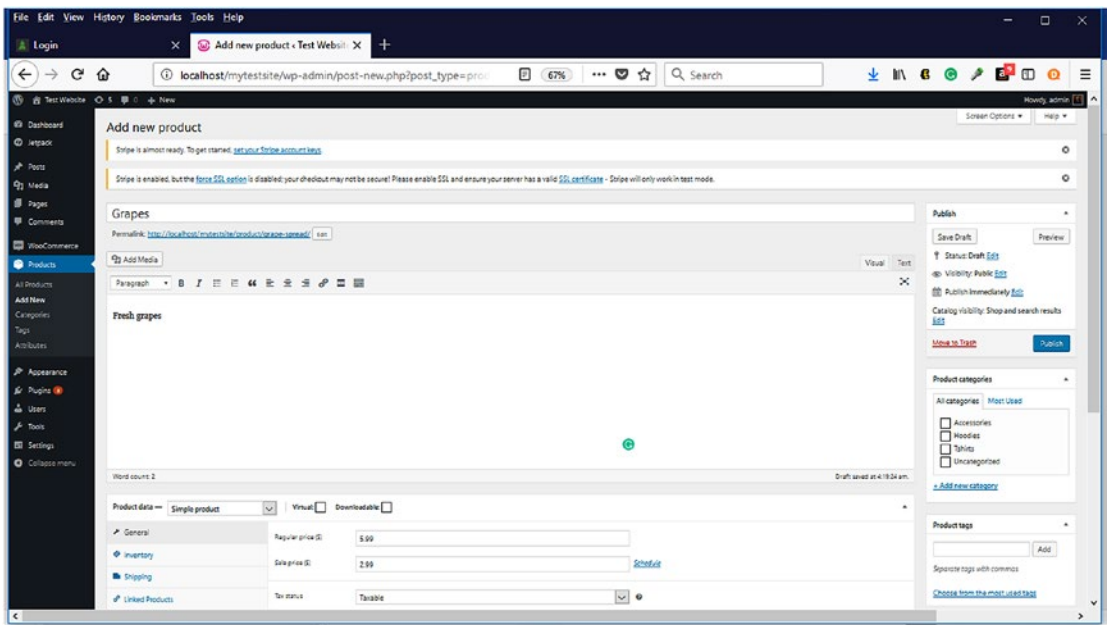 File Edit View History Bookmarks Tools Help
Login
Add new product ‹ Test Website
localhost/mytestsite/wp-admin/post-new.php?post_type=prod
67%
Search
Test Website 5 0 New
Howdy, admin
Screen Options Help
Dashboard
Jetpack
Posts
Media
Pages
Comments
WooCommerce
Products
All Products
Add New
Categories
Tags
Attributes
Appearance
Plugins
Users
Tools
Settings
Collapse menu
Add new product
Stripe is almost ready. To get started, set your Stripe account keys.
Stripe is enabled, but the force SSL option is disabled; your checkout may not be secure! Please enable SSL and ensure your server has a valid SSL certificate - Stripe will only work in test mode.
Grapes
Permalink: http://localhost/mytestsite/product/grape-spread/ Edit
Add Media
Visual Text
Paragraph B I
Fresh grapes
Word count: 2
Draft saved at 4:19:24 am.
Product data — Simple product Virtual: Downloadable:
General
Inventory
Shipping
Linked Products
Regular price ($) 5.99
Sale price ($) 2.99 Schedule
Tax status Taxable
Publish
Save Draft Preview
Status: Draft Edit
Visibility: Public Edit
Publish immediately Edit
Catalog visibility: Shop and search results
Edit
Move to Trash Publish
Product categories
All categories Most Used
Accessories
Hoodies
Tshirts
Uncategorized
+ Add new category
Product tags
Add
Separate tags with commas
Choose from the most used tags